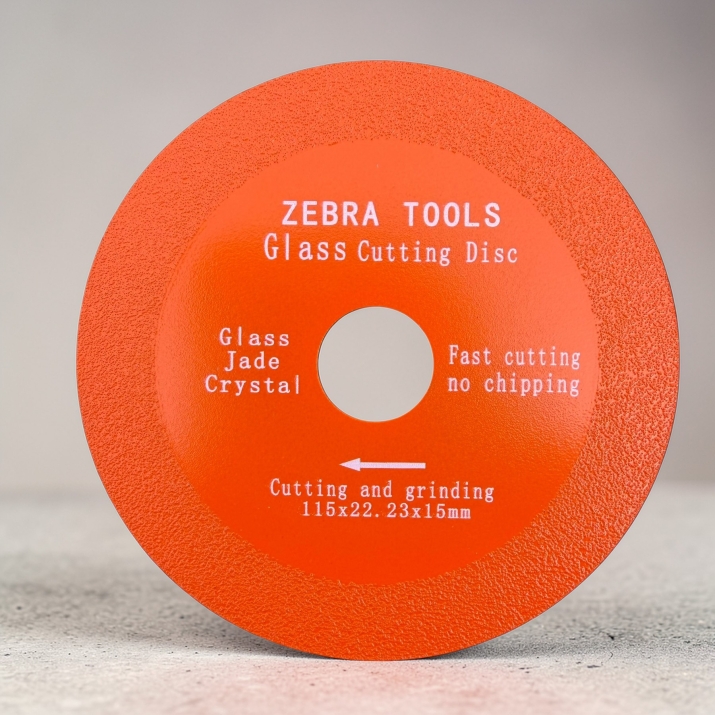 ZEBRA TOOLS
Glass Cutting Disc
Glass
Jade
Crystal
Fast cutting
no chipping
Cutting and grinding
115x22.23x15mm